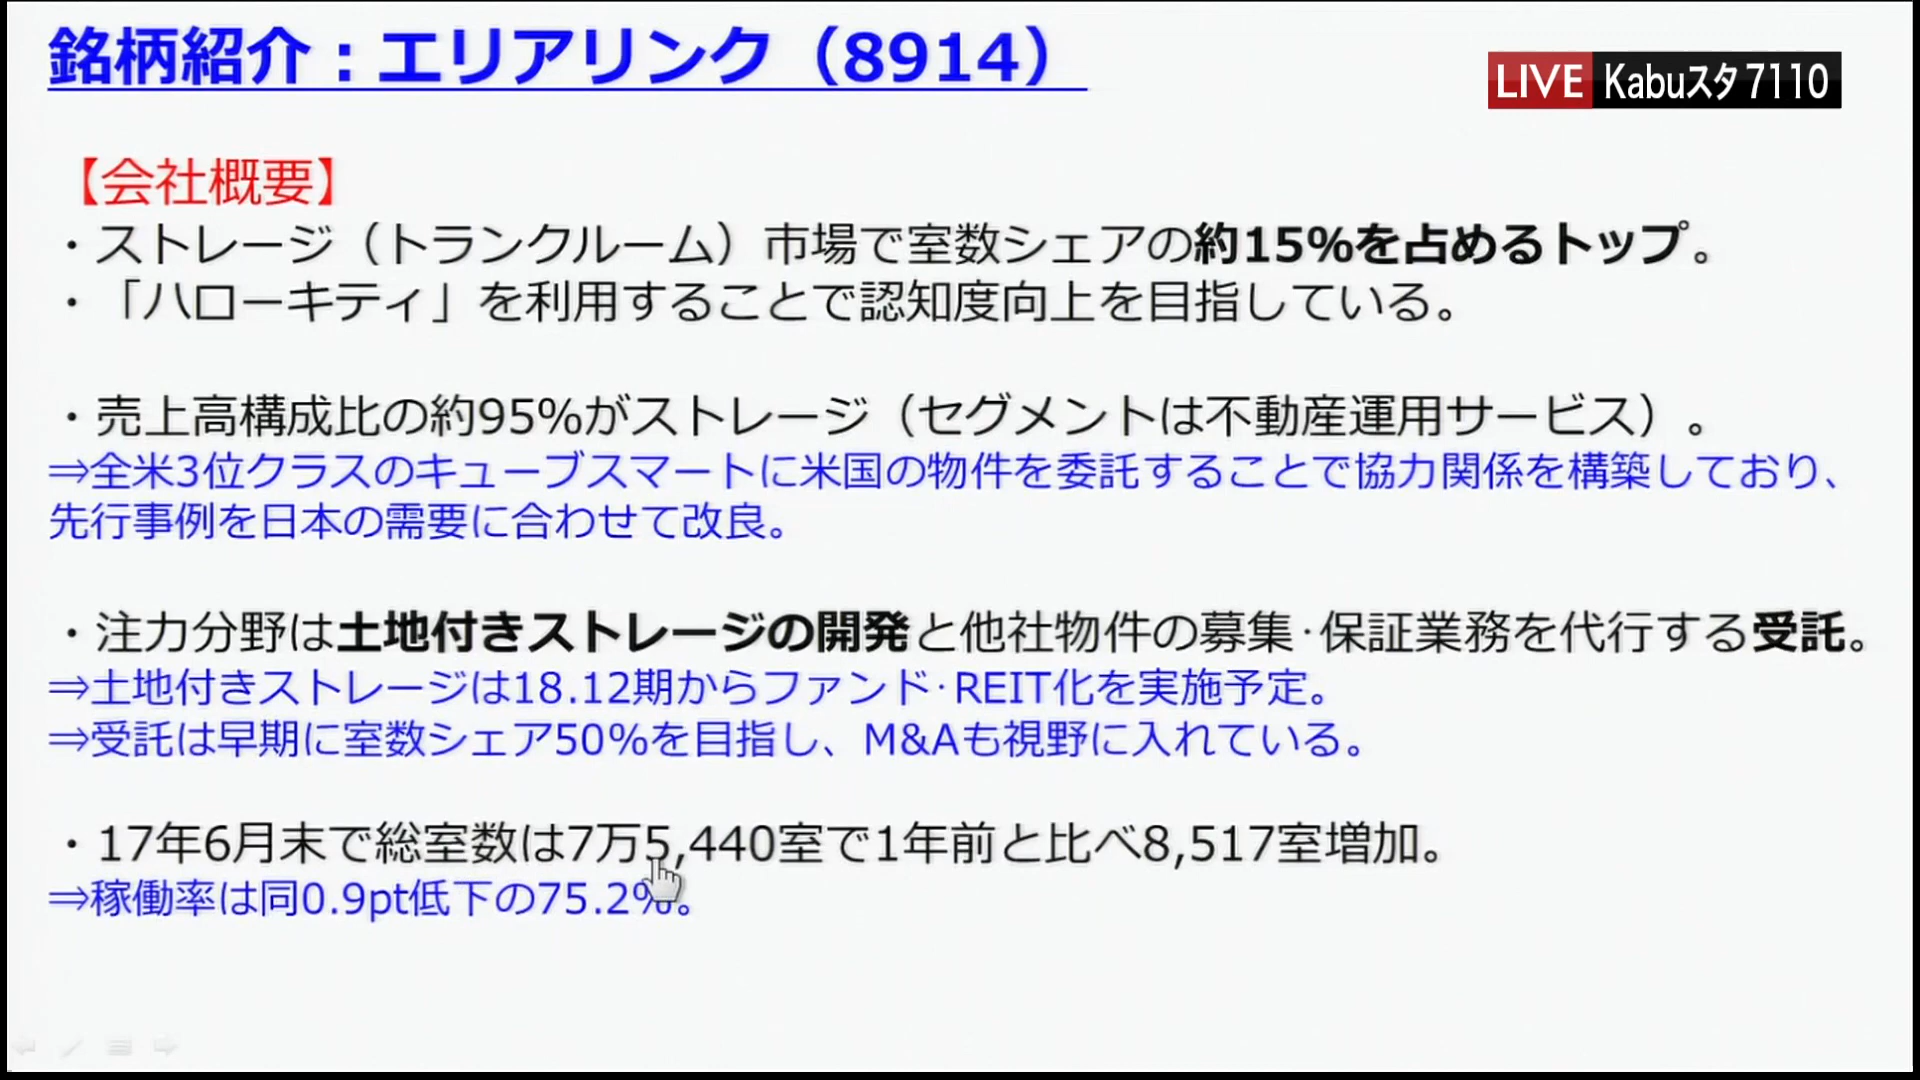 銘柄紹介：エリアリンク（8914）
LIVE Kabuスタ 7110
【会社概要】
・ストレージ（トランクルーム）市場で室数シェアの約15%を占めるトップ。
・「ハローキティ」を利用することで認知度向上を目指している。
・売上高構成比の約95%がストレージ（セグメントは不動産運用サービス）。
⇒全米3位クラスのキューブスマートに米国の物件を委託することで協力関係を構築しており、
先行事例を日本の需要に合わせて改良。
・注力分野は土地付きストレージの開発と他社物件の募集･保証業務を代行する受託。
⇒土地付きストレージは18.12期からファンド･REIT化を実施予定。
⇒受託は早期に室数シェア50%を目指し、M&Aも視野に入れている。
・17年6月末で総室数は7万5,440室で1年前と比べ8,517室増加。
⇒稼働率は同0.9pt低下の75.2%。